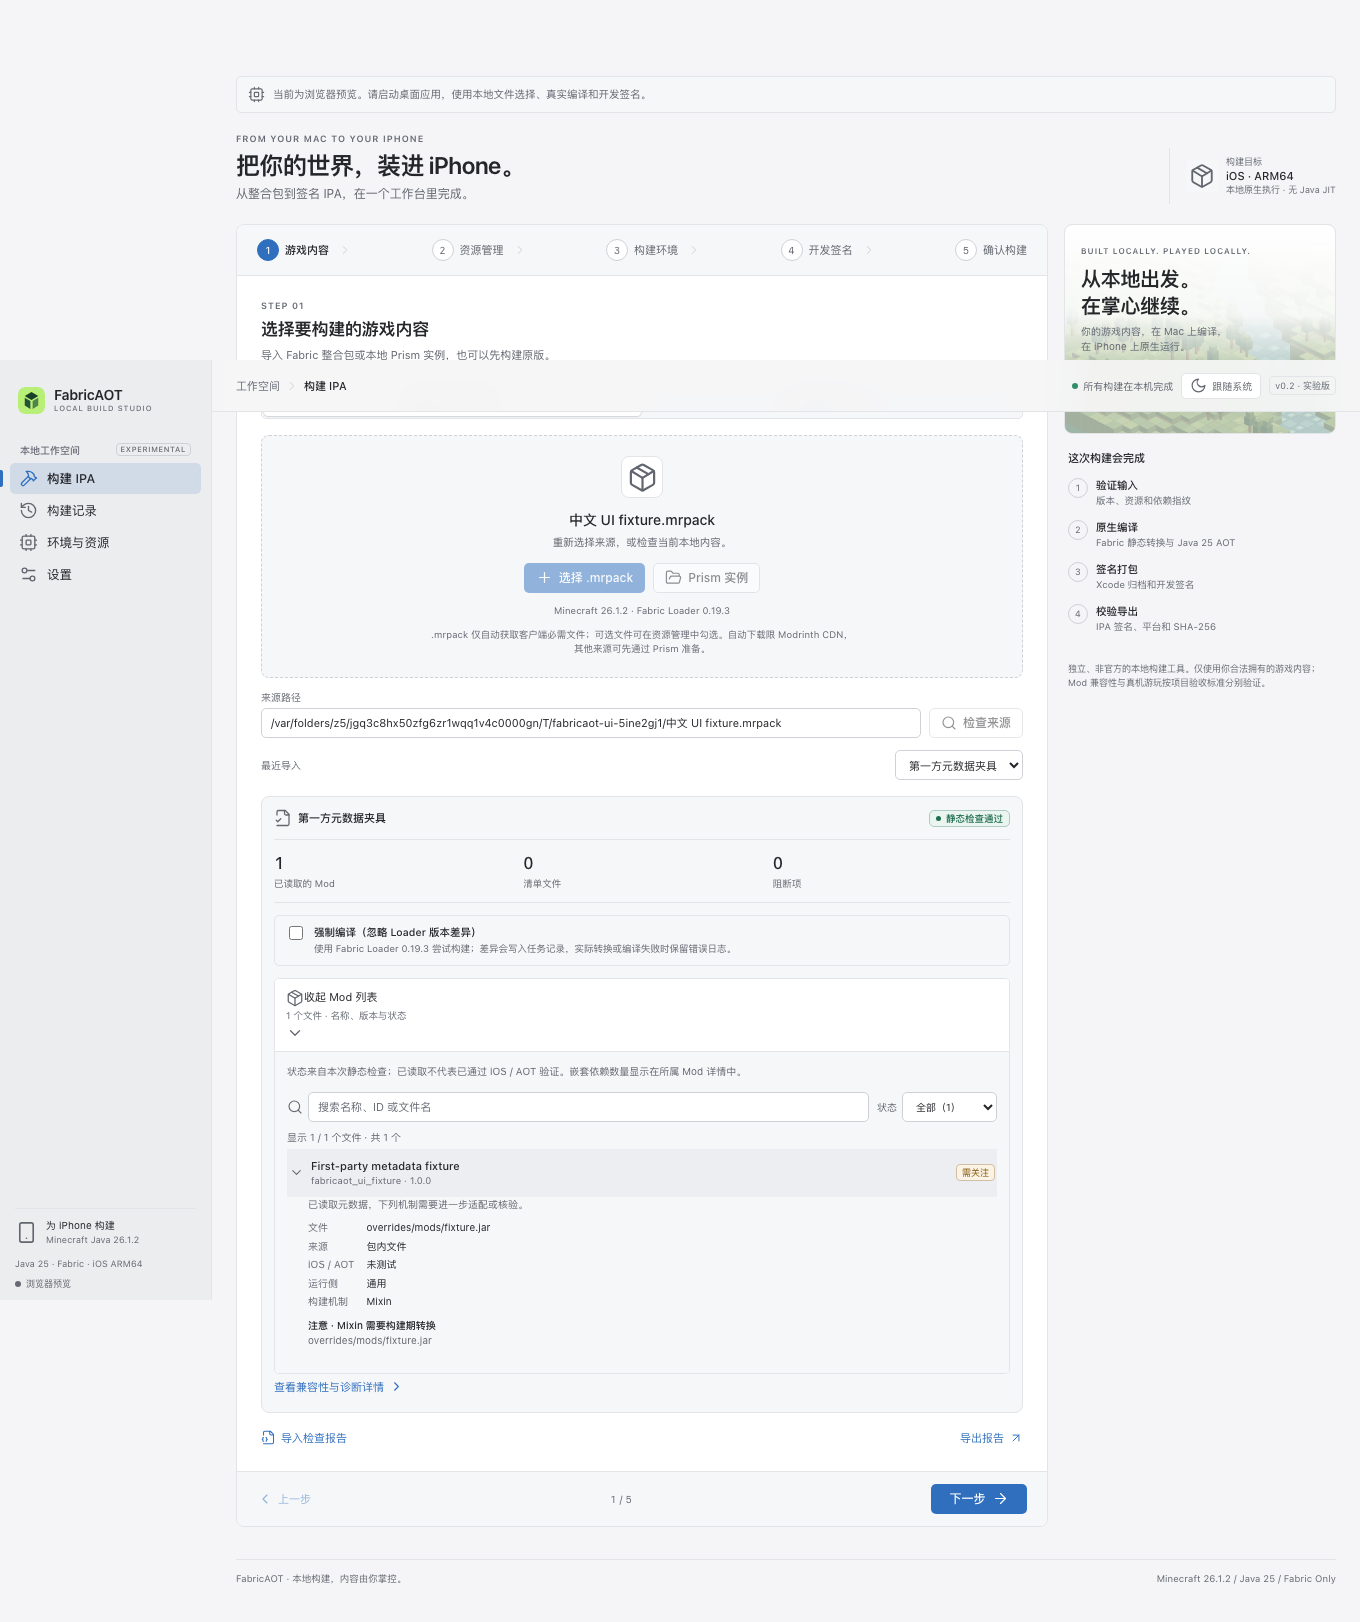 当前为浏览器预览。请启动桌面应用，使用本地文件选择、真实编译和开发签名。
FROM YOUR MAC TO YOUR IPHONE
把你的世界，装进 iPhone。
从整合包到签名 IPA，在一个工作台里完成。
构建目标
iOS · ARM64
本地原生执行 · 无 Java JIT
1 游戏内容
2 资源管理
3 构建环境
4 开发签名
5 确认构建
STEP 01
选择要构建的游戏内容
导入 Fabric 整合包或本地 Prism 实例，也可以先构建原版。
BUILT LOCALLY. PLAYED LOCALLY.
从本地出发。
在掌心继续。
你的游戏内容，在 Mac 上编译，
在 iPhone 上原生运行。
FabricAOT
LOCAL BUILD STUDIO
工作空间
构建 IPA
所有构建在本机完成
跟随系统
v0.2 · 实验版
本地工作空间
EXPERIMENTAL
构建 IPA
构建记录
环境与资源
设置
中文 UI fixture.mrpack
重新选择来源，或检查当前本地内容。
选择 .mrpack
Prism 实例
Minecraft 26.1.2 · Fabric Loader 0.19.3
.mrpack 仅自动获取客户端必需文件；可选文件可在资源管理中勾选。自动下载限 Modrinth CDN，
其他来源可先通过 Prism 准备。
来源路径
/var/folders/z5/jgq3c8hx50zfg6zr1wqq1v4c0000gn/T/fabricaot-ui-5ine2gj1/中文 UI fixture.mrpack
检查来源
最近导入
第一方元数据夹具
第一方元数据夹具
静态检查通过
1
已读取的 Mod
0
清单文件
0
阻断项
强制编译（忽略 Loader 版本差异）
使用 Fabric Loader 0.19.3 尝试构建；差异会写入任务记录，实际转换或编译失败时保留错误日志。
收起 Mod 列表
1 个文件 · 名称、版本与状态
状态来自本次静态检查；已读取不代表已通过 iOS / AOT 验证。嵌套依赖数量显示在所属 Mod 详情中。
搜索名称、ID 或文件名
状态
全部（1）
显示 1 / 1 个文件 · 共 1 个
First-party metadata fixture
fabricaot_ui_fixture · 1.0.0
需关注
已读取元数据，下列机制需要进一步适配或核验。
文件 overrides/mods/fixture.jar
来源 包内文件
iOS / AOT 未测试
运行侧 通用
构建机制 Mixin
注意 · Mixin 需要构建期转换
overrides/mods/fixture.jar
查看兼容性与诊断详情
导入检查报告
导出报告
上一步
1 / 5
下一步
这次构建会完成
1 验证输入
版本、资源和依赖指纹
2 原生编译
Fabric 静态转换与 Java 25 AOT
3 签名打包
Xcode 归档和开发签名
4 校验导出
IPA 签名、平台和 SHA-256
独立、非官方的本地构建工具。仅使用你合法拥有的游戏内容；
Mod 兼容性与真机游玩按项目验收标准分别验证。
为 iPhone 构建
Minecraft Java 26.1.2
Java 25 · Fabric · iOS ARM64
浏览器预览
FabricAOT · 本地构建，内容由你掌控。
Minecraft 26.1.2 / Java 25 / Fabric Only